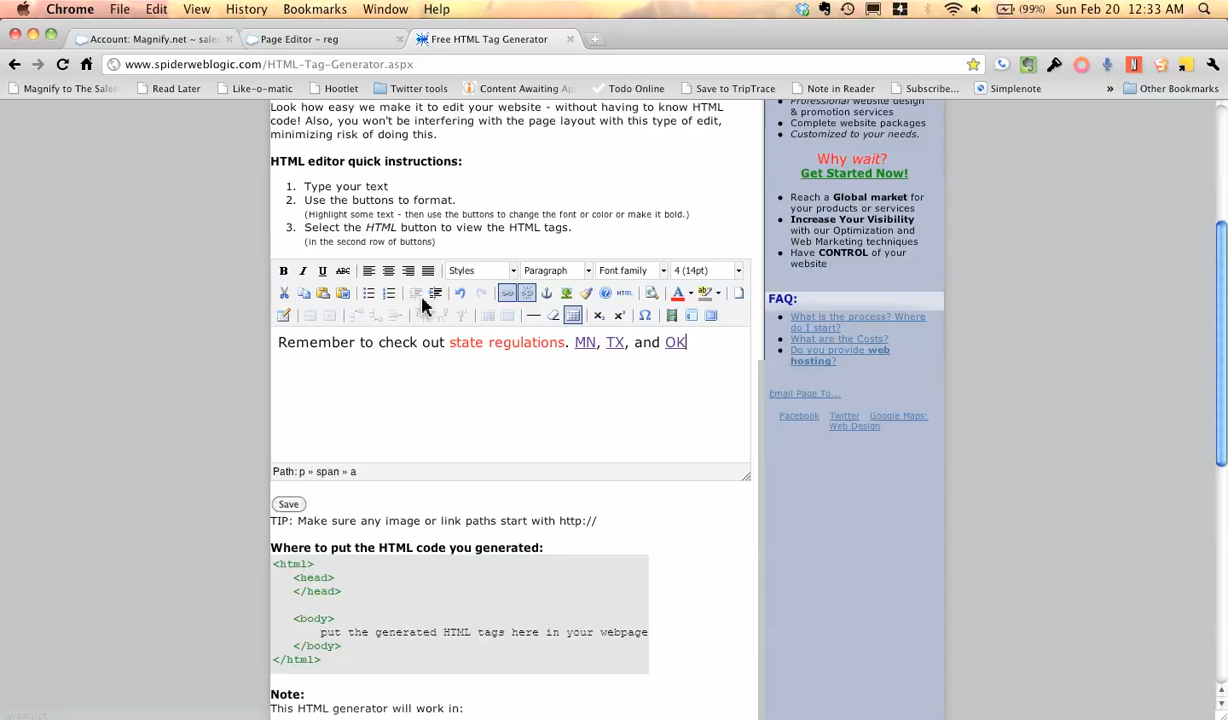 Chrome File Edit View History Bookmarks Window Help 4 (99%) Sun Feb 20 12:33 AM
Account: Magnify.net ~ sales Page Editor - reg Free HTML Tag Generator
www.spiderweblogic.com/HTML-Tag-Generator.aspx
Magnify to The Sales Read Later Like-o-matic Hootlet Twitter tools Content Awaiting Ap Todo Online Save to TripTrace Note in Reader Subscribe... Simplenote » Other Bookmarks
Look how easy we make it to edit your website - without having to know HTML
code! Also, you won't be interfering with the page layout with this type of edit,
minimizing risk of doing this.
HTML editor quick instructions:
1. Type your text
2. Use the buttons to format.
(Highlight some text - then use the buttons to change the font or color or make it bold.)
3. Select the HTML button to view the HTML tags.
(in the second row of buttons)
B I U ABC Styles Paragraph Font family 4 (14pt)
HTML A ab
x₂ x² Ω
Remember to check out state regulations. MN, TX, and OK
Path: p » span » a
Save
TIP: Make sure any image or link paths start with http://
Where to put the HTML code you generated:
<html>
<head>
</head>
<body>
put the generated HTML tags here in your webpage
</body>
</html>
Note:
This HTML generator will work in:
Professional website design
& promotion services
Complete website packages
Customized to your needs.
Why wait?
Get Started Now!
Reach a Global market for
your products or services
Increase Your Visibility
with our Optimization and
Web Marketing techniques
Have CONTROL of your
website
FAQ:
What is the process? Where
do I start?
What are the Costs?
Do you provide web
hosting?
Email Page To...
Facebook Twitter Google Maps:
Web Design